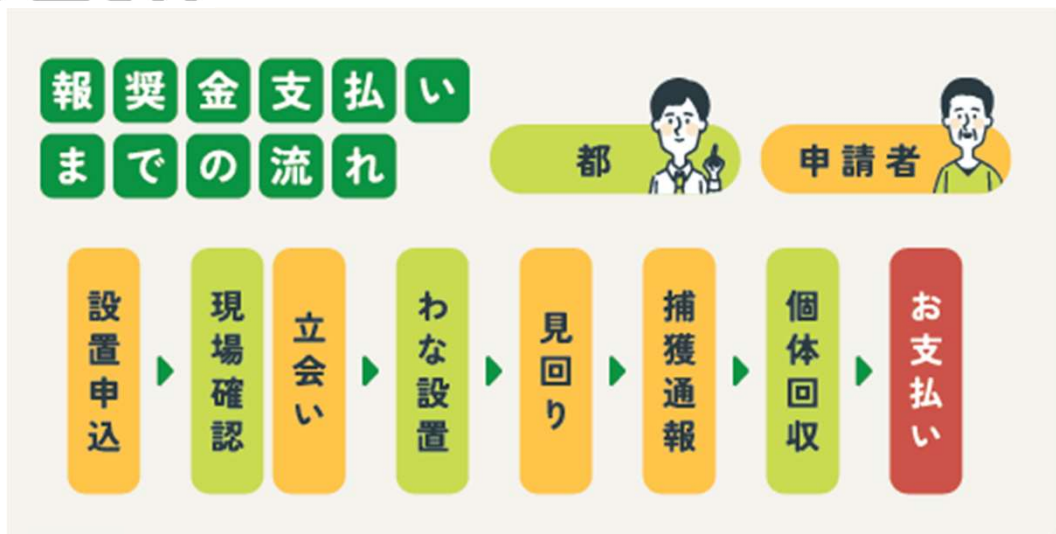 報奨金支払い
までの流れ
都
申請者
設置申込
現場確認
立会い
わな設置
見回り
捕獲通報
個体回収
お支払い